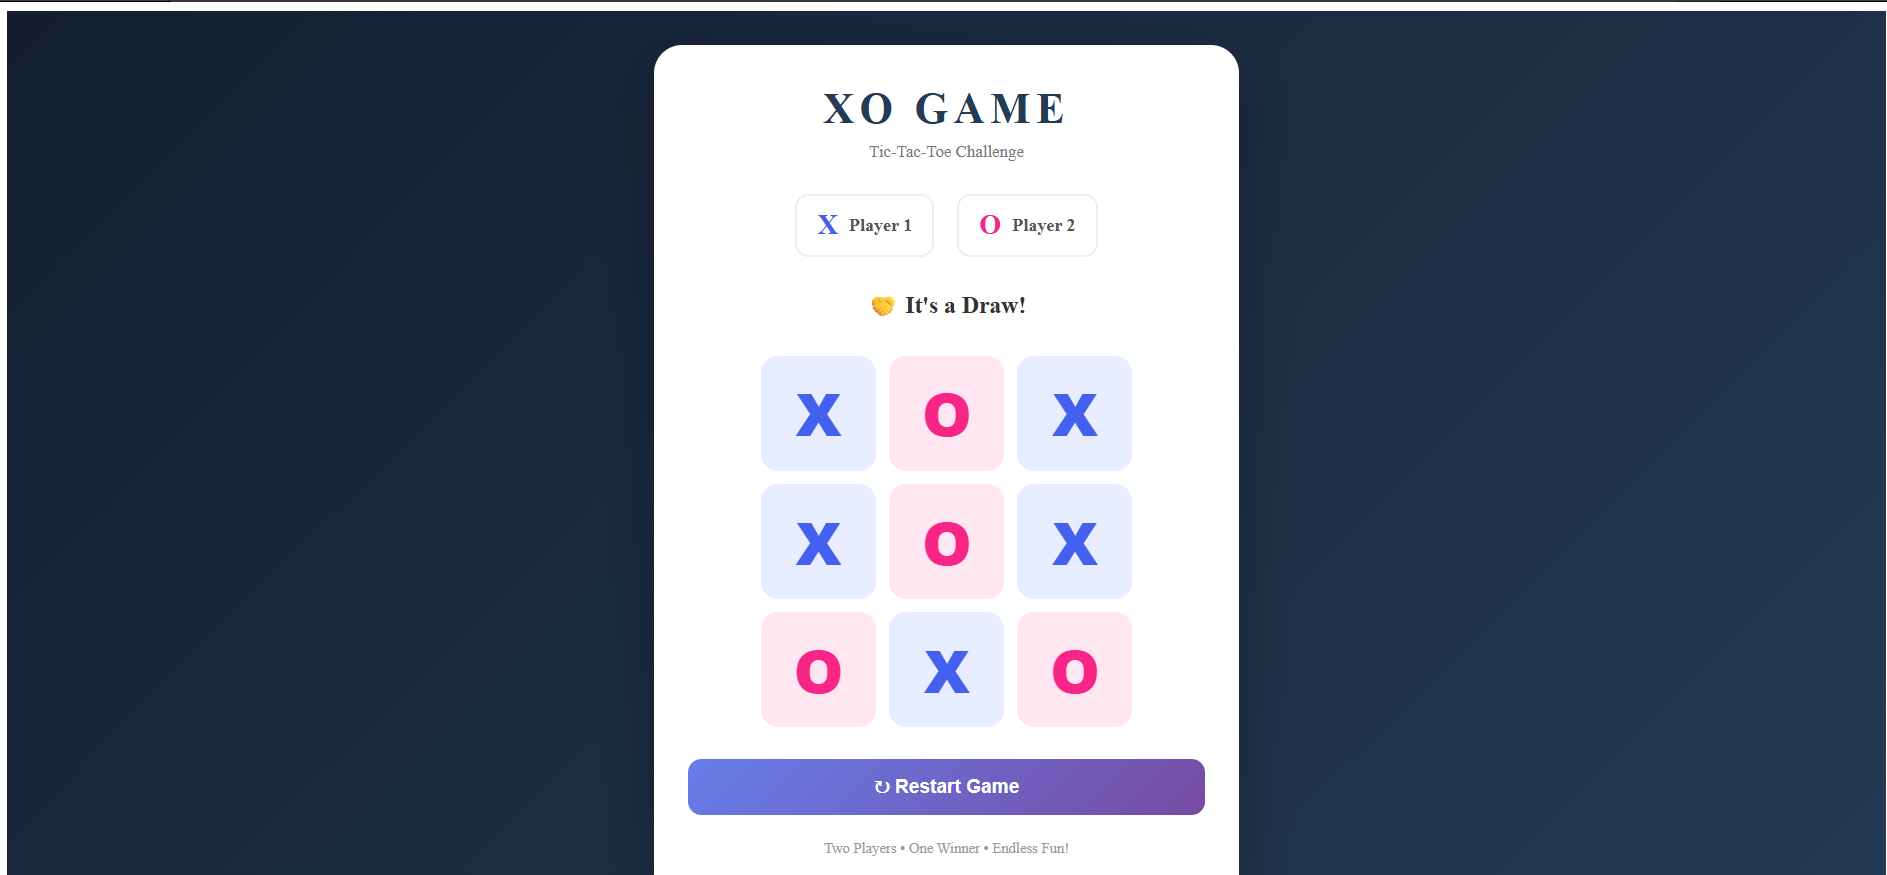 XO GAME
Tic-Tac-Toe Challenge
X Player 1 O Player 2
🤝 It's a Draw!
X O X
X O X
O X O
↻ Restart Game
Two Players • One Winner • Endless Fun!